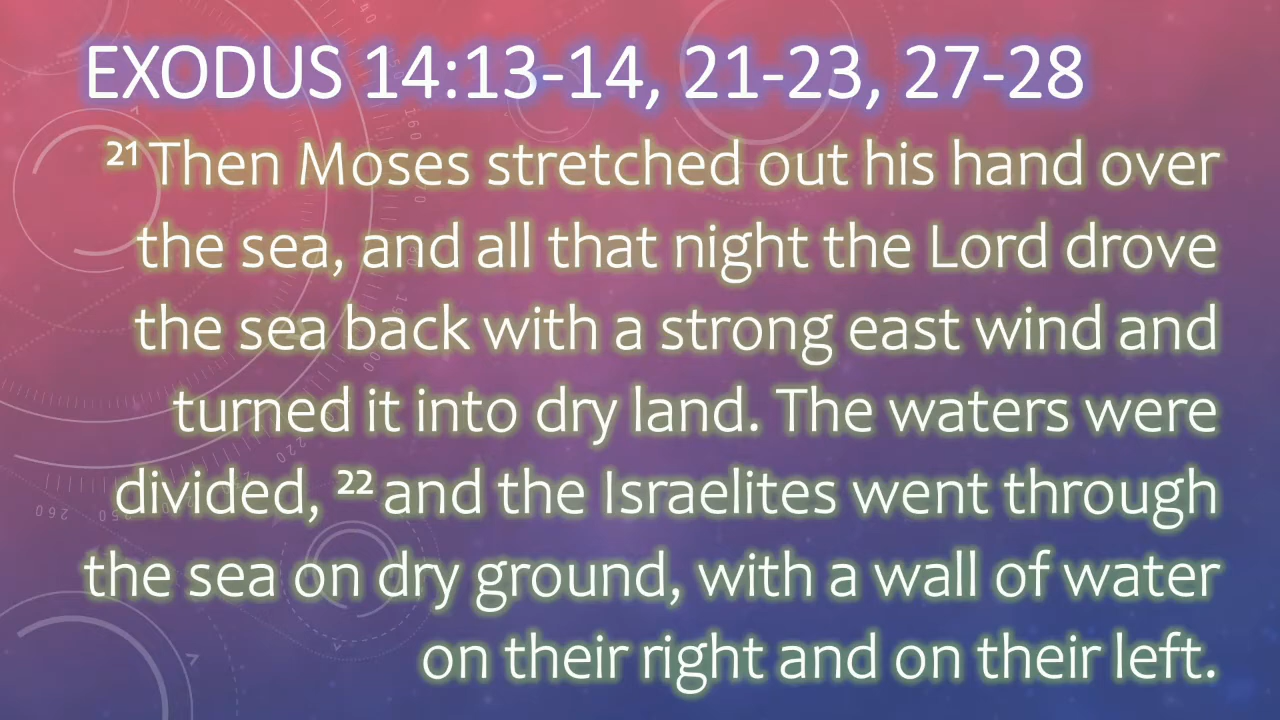 EXODUS 14:13-14, 21-23, 27-28
²¹ Then Moses stretched out his hand over
the sea, and all that night the Lord drove
the sea back with a strong east wind and
turned it into dry land. The waters were
divided, ²² and the Israelites went through
the sea on dry ground, with a wall of water
on their right and on their left.